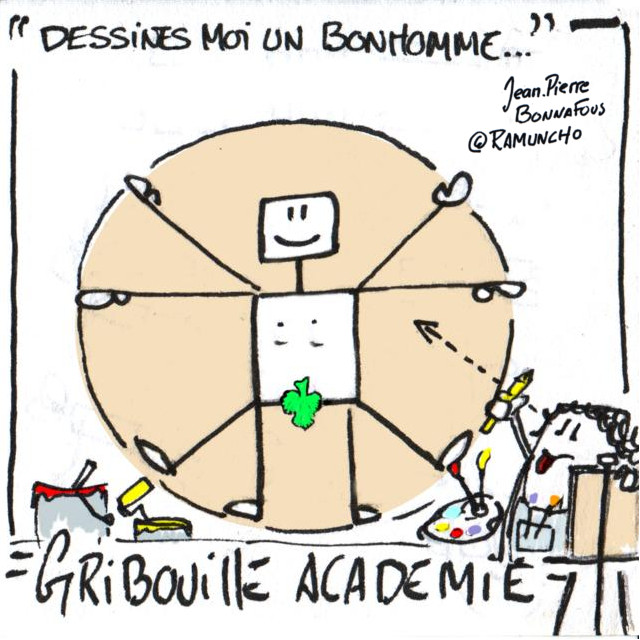 "DESSINES MOI UN BONHOMME..."
Jean.Pierre
BONNAFOUS
©RAMUNCHO
=GRIBOUILLE ACADEMIE=